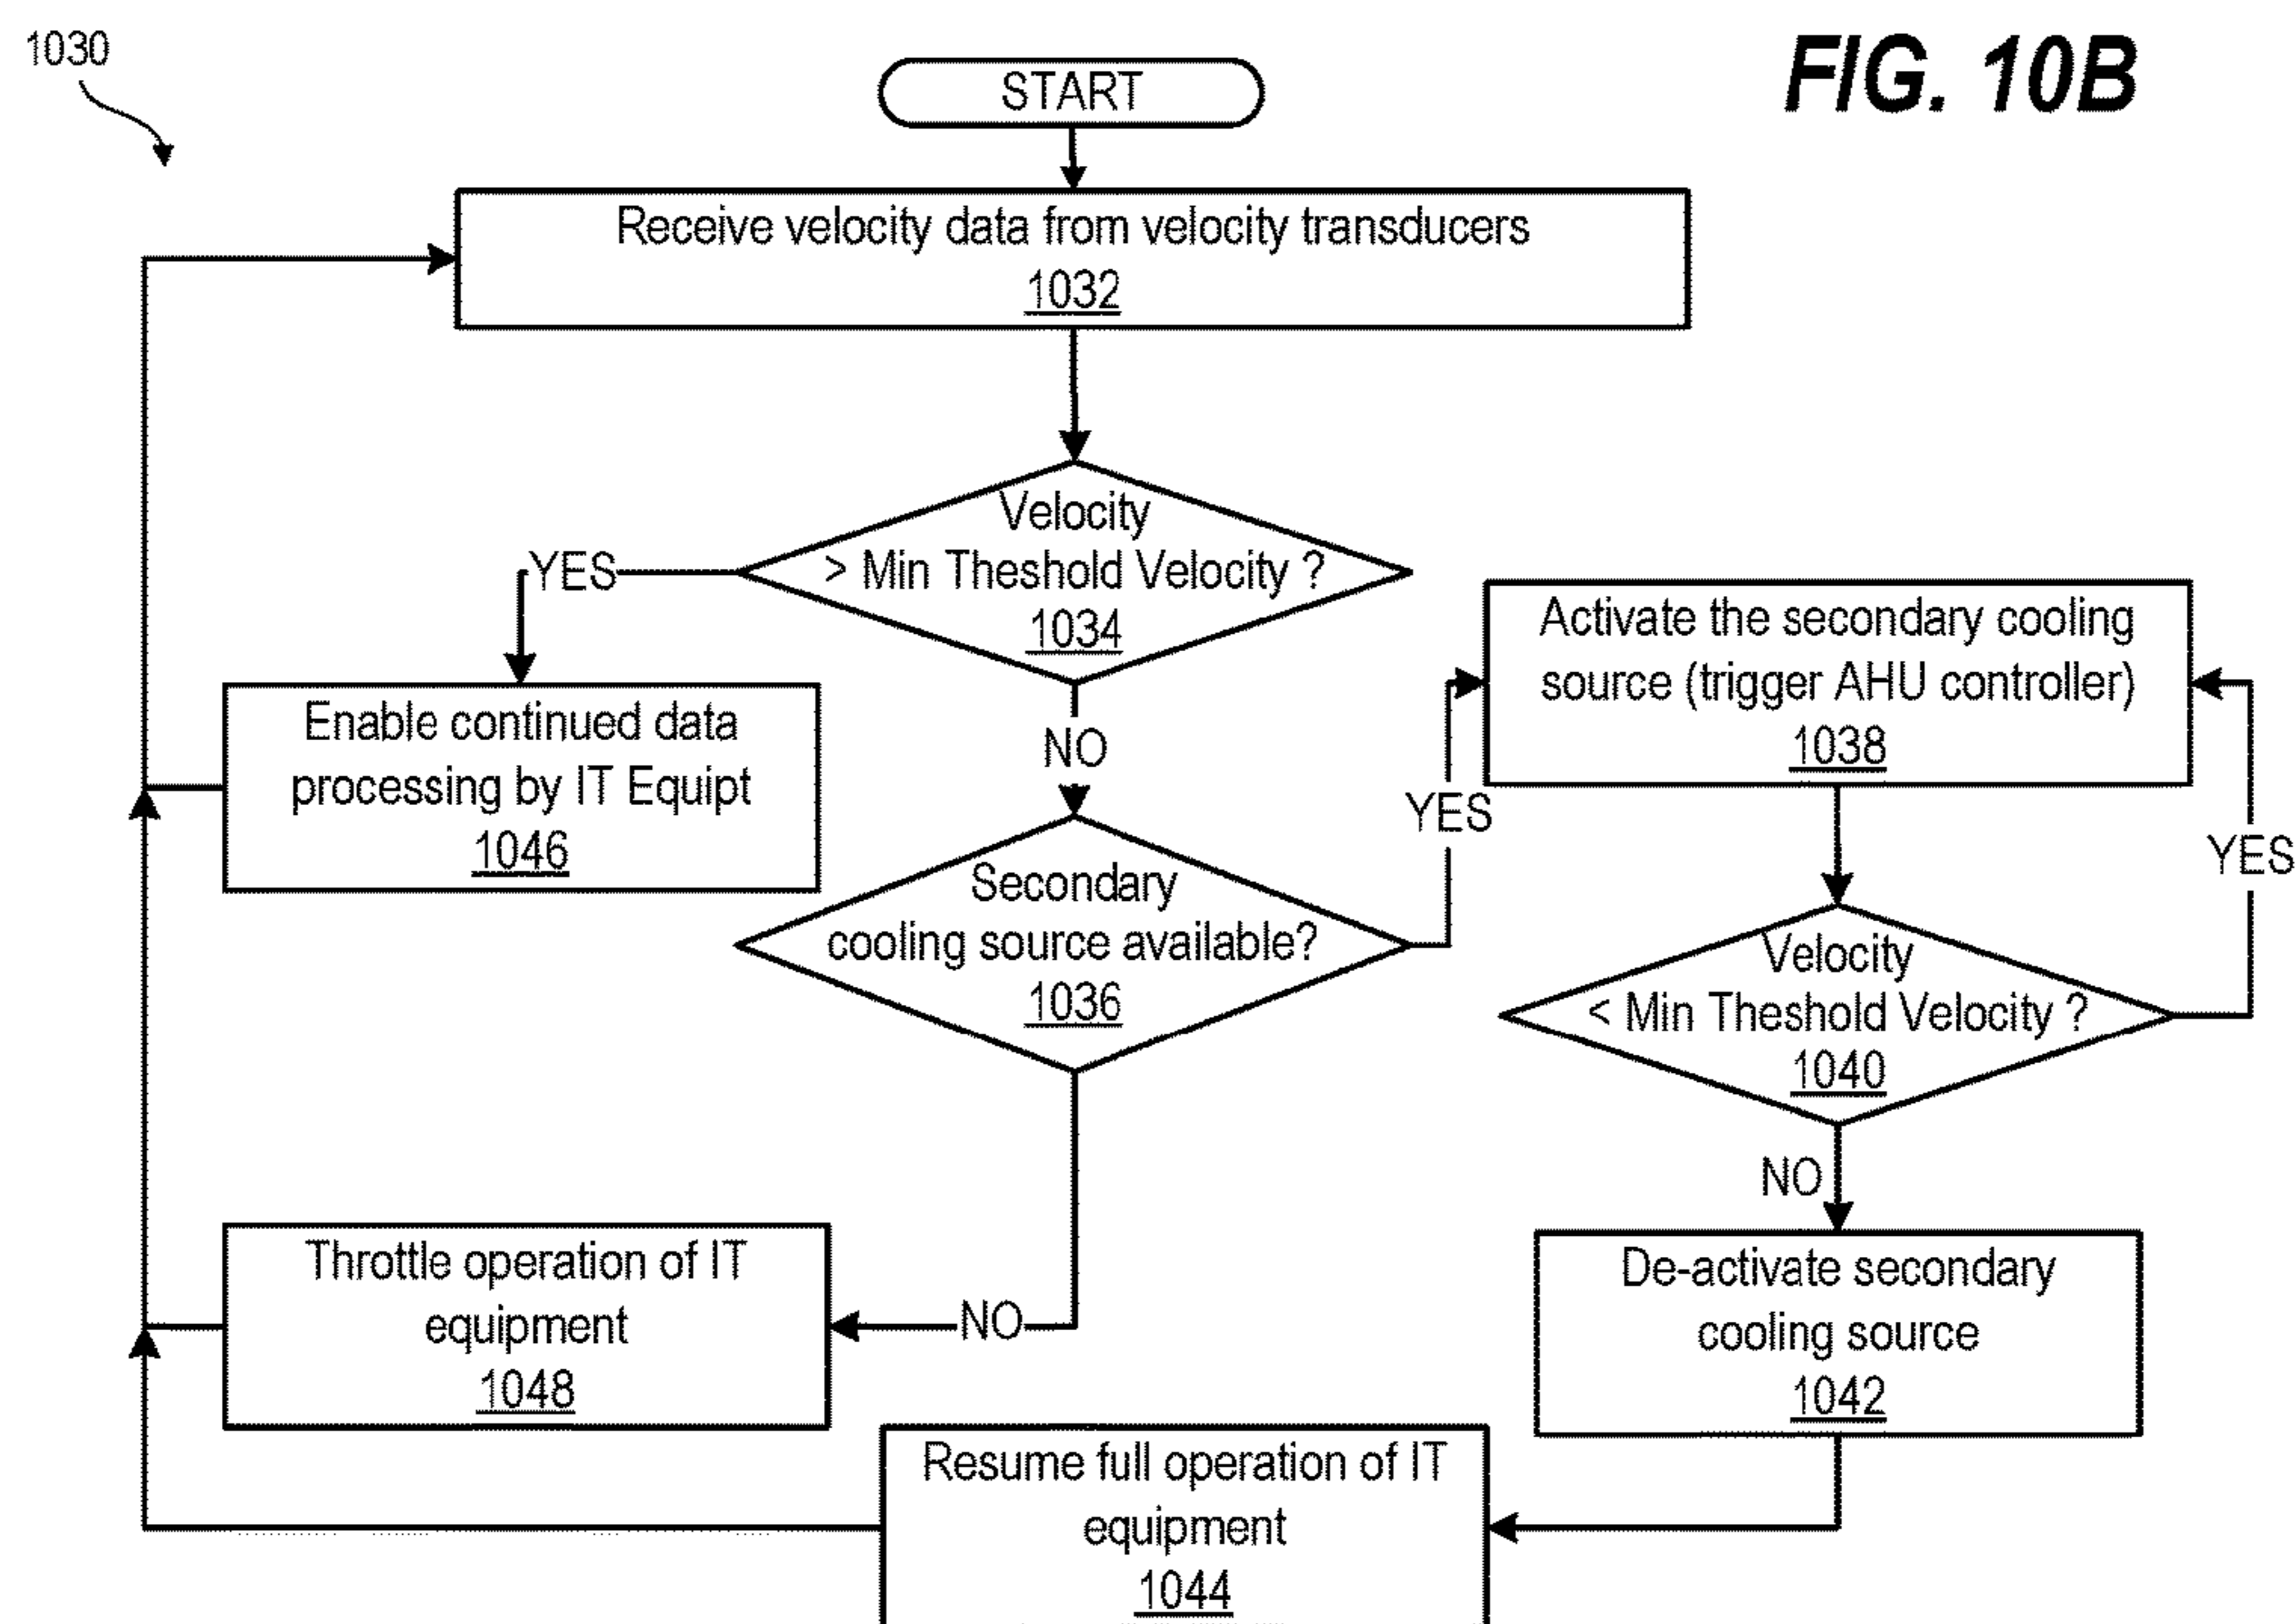 1030
FIG. 10B
START
Receive velocity data from velocity transducers
1032
Velocity
> Min Theshold Velocity ?
1034
YES
NO
Enable continued data
processing by IT Equipt
1046
Secondary
cooling source available?
1036
YES
Activate the secondary cooling
source (trigger AHU controller)
1038
YES
Velocity
< Min Theshold Velocity ?
1040
NO
De-activate secondary
cooling source
1042
NO
Throttle operation of IT
equipment
1048
Resume full operation of IT
equipment
1044